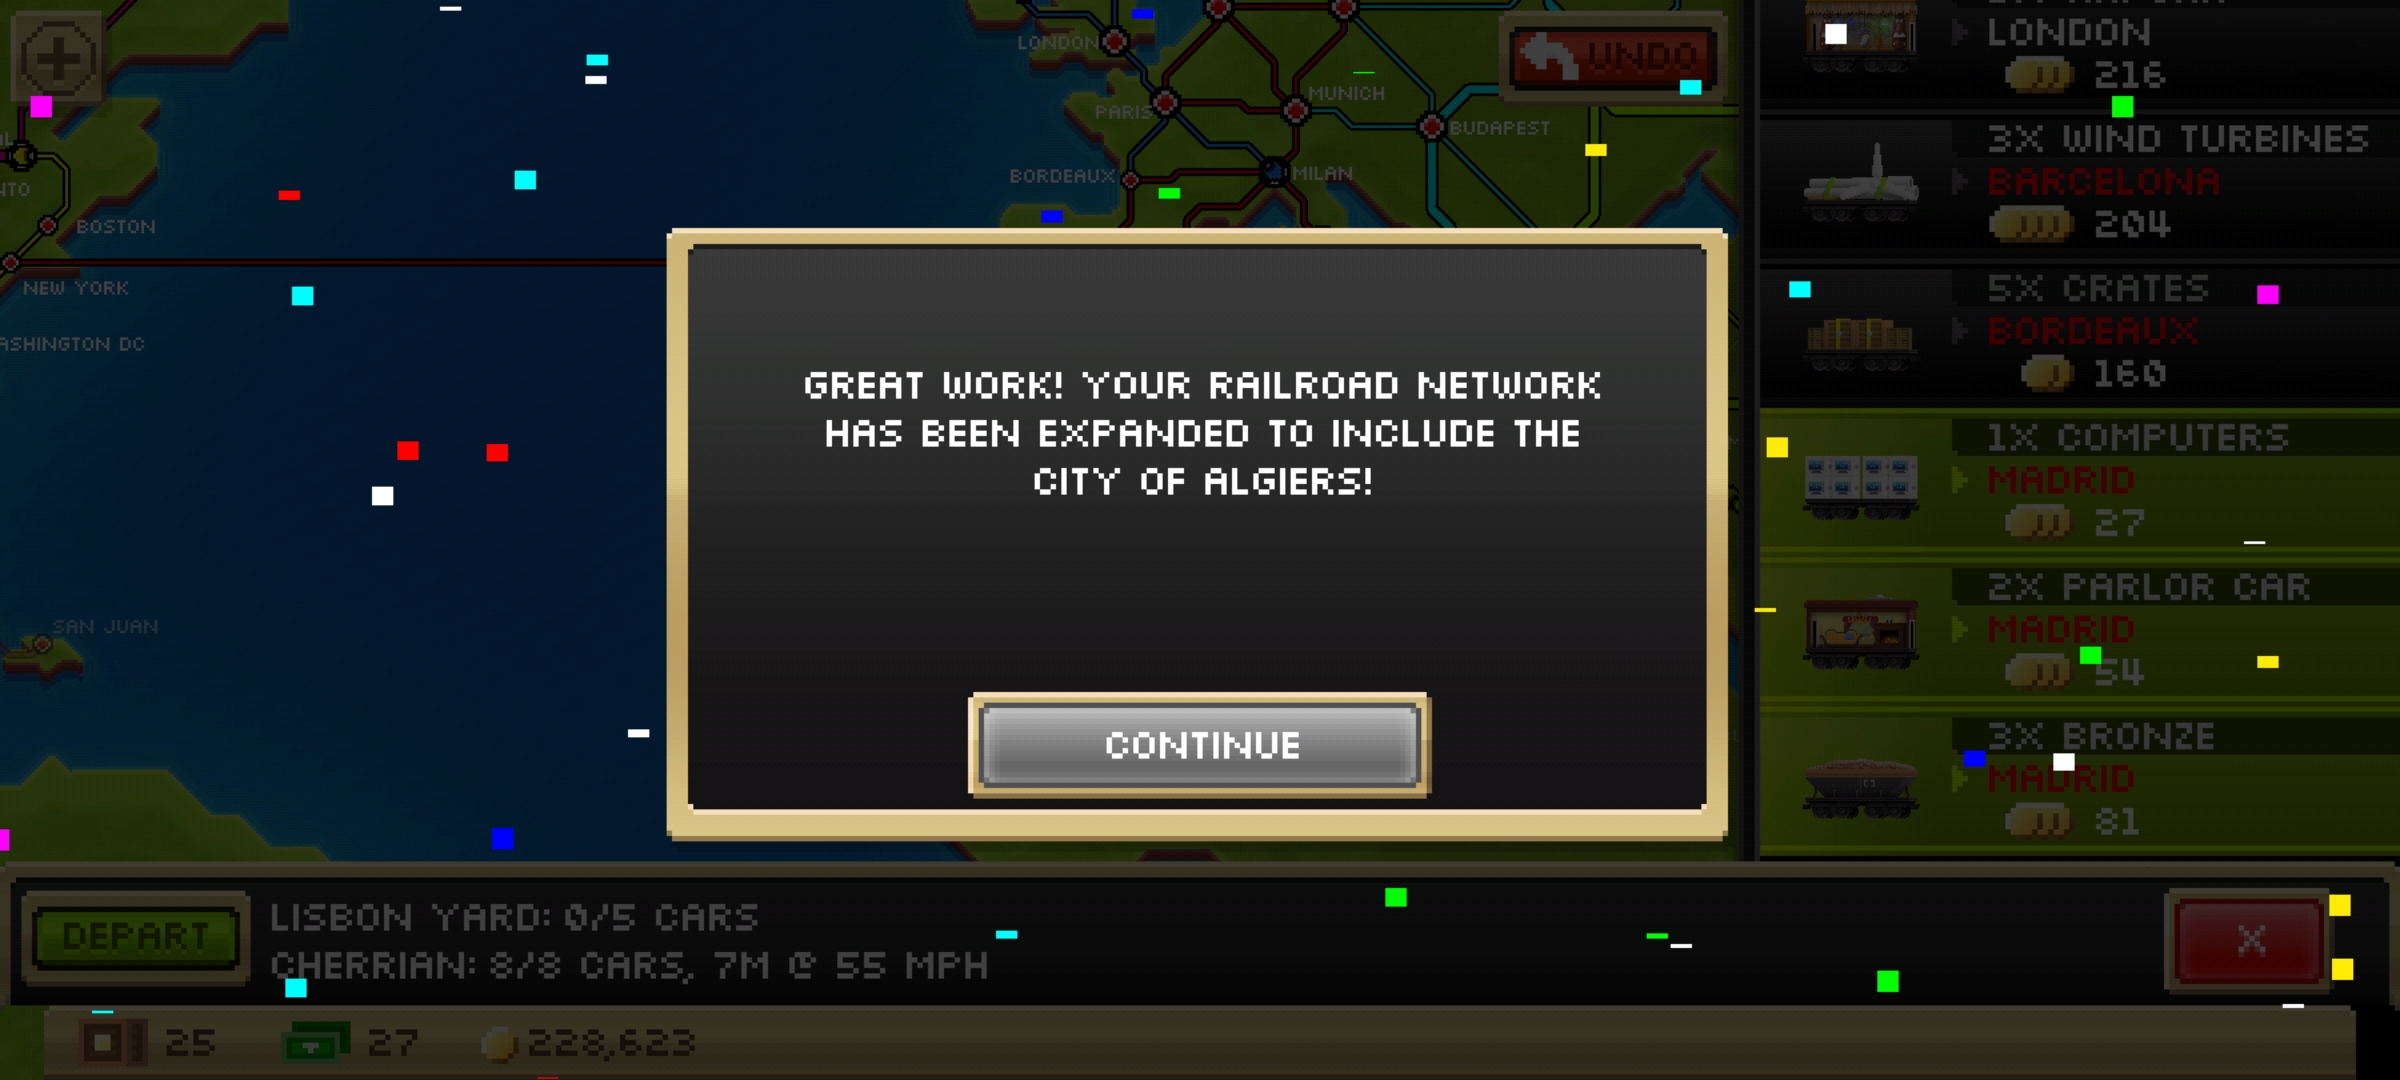 LONDON
PARIS
MUNICH
BUDAPEST
BORDEAUX
MILAN
BOSTON
NEW YORK
SAN JUAN
UNDO
LONDON
216
3X WIND TURBINES
BARCELONA
204
5X CRATES
BORDEAUX
160
1X COMPUTERS
MADRID
27
2X PARLOR CAR
MADRID
54
3X BRONZE
MADRID
81
GREAT WORK! YOUR RAILROAD NETWORK
HAS BEEN EXPANDED TO INCLUDE THE
CITY OF ALGIERS!
CONTINUE
DEPART
LISBON YARD: 0/5 CARS
CHERRIAN: 8/8 CARS, 7M @ 55 MPH
X
25
27
228,623